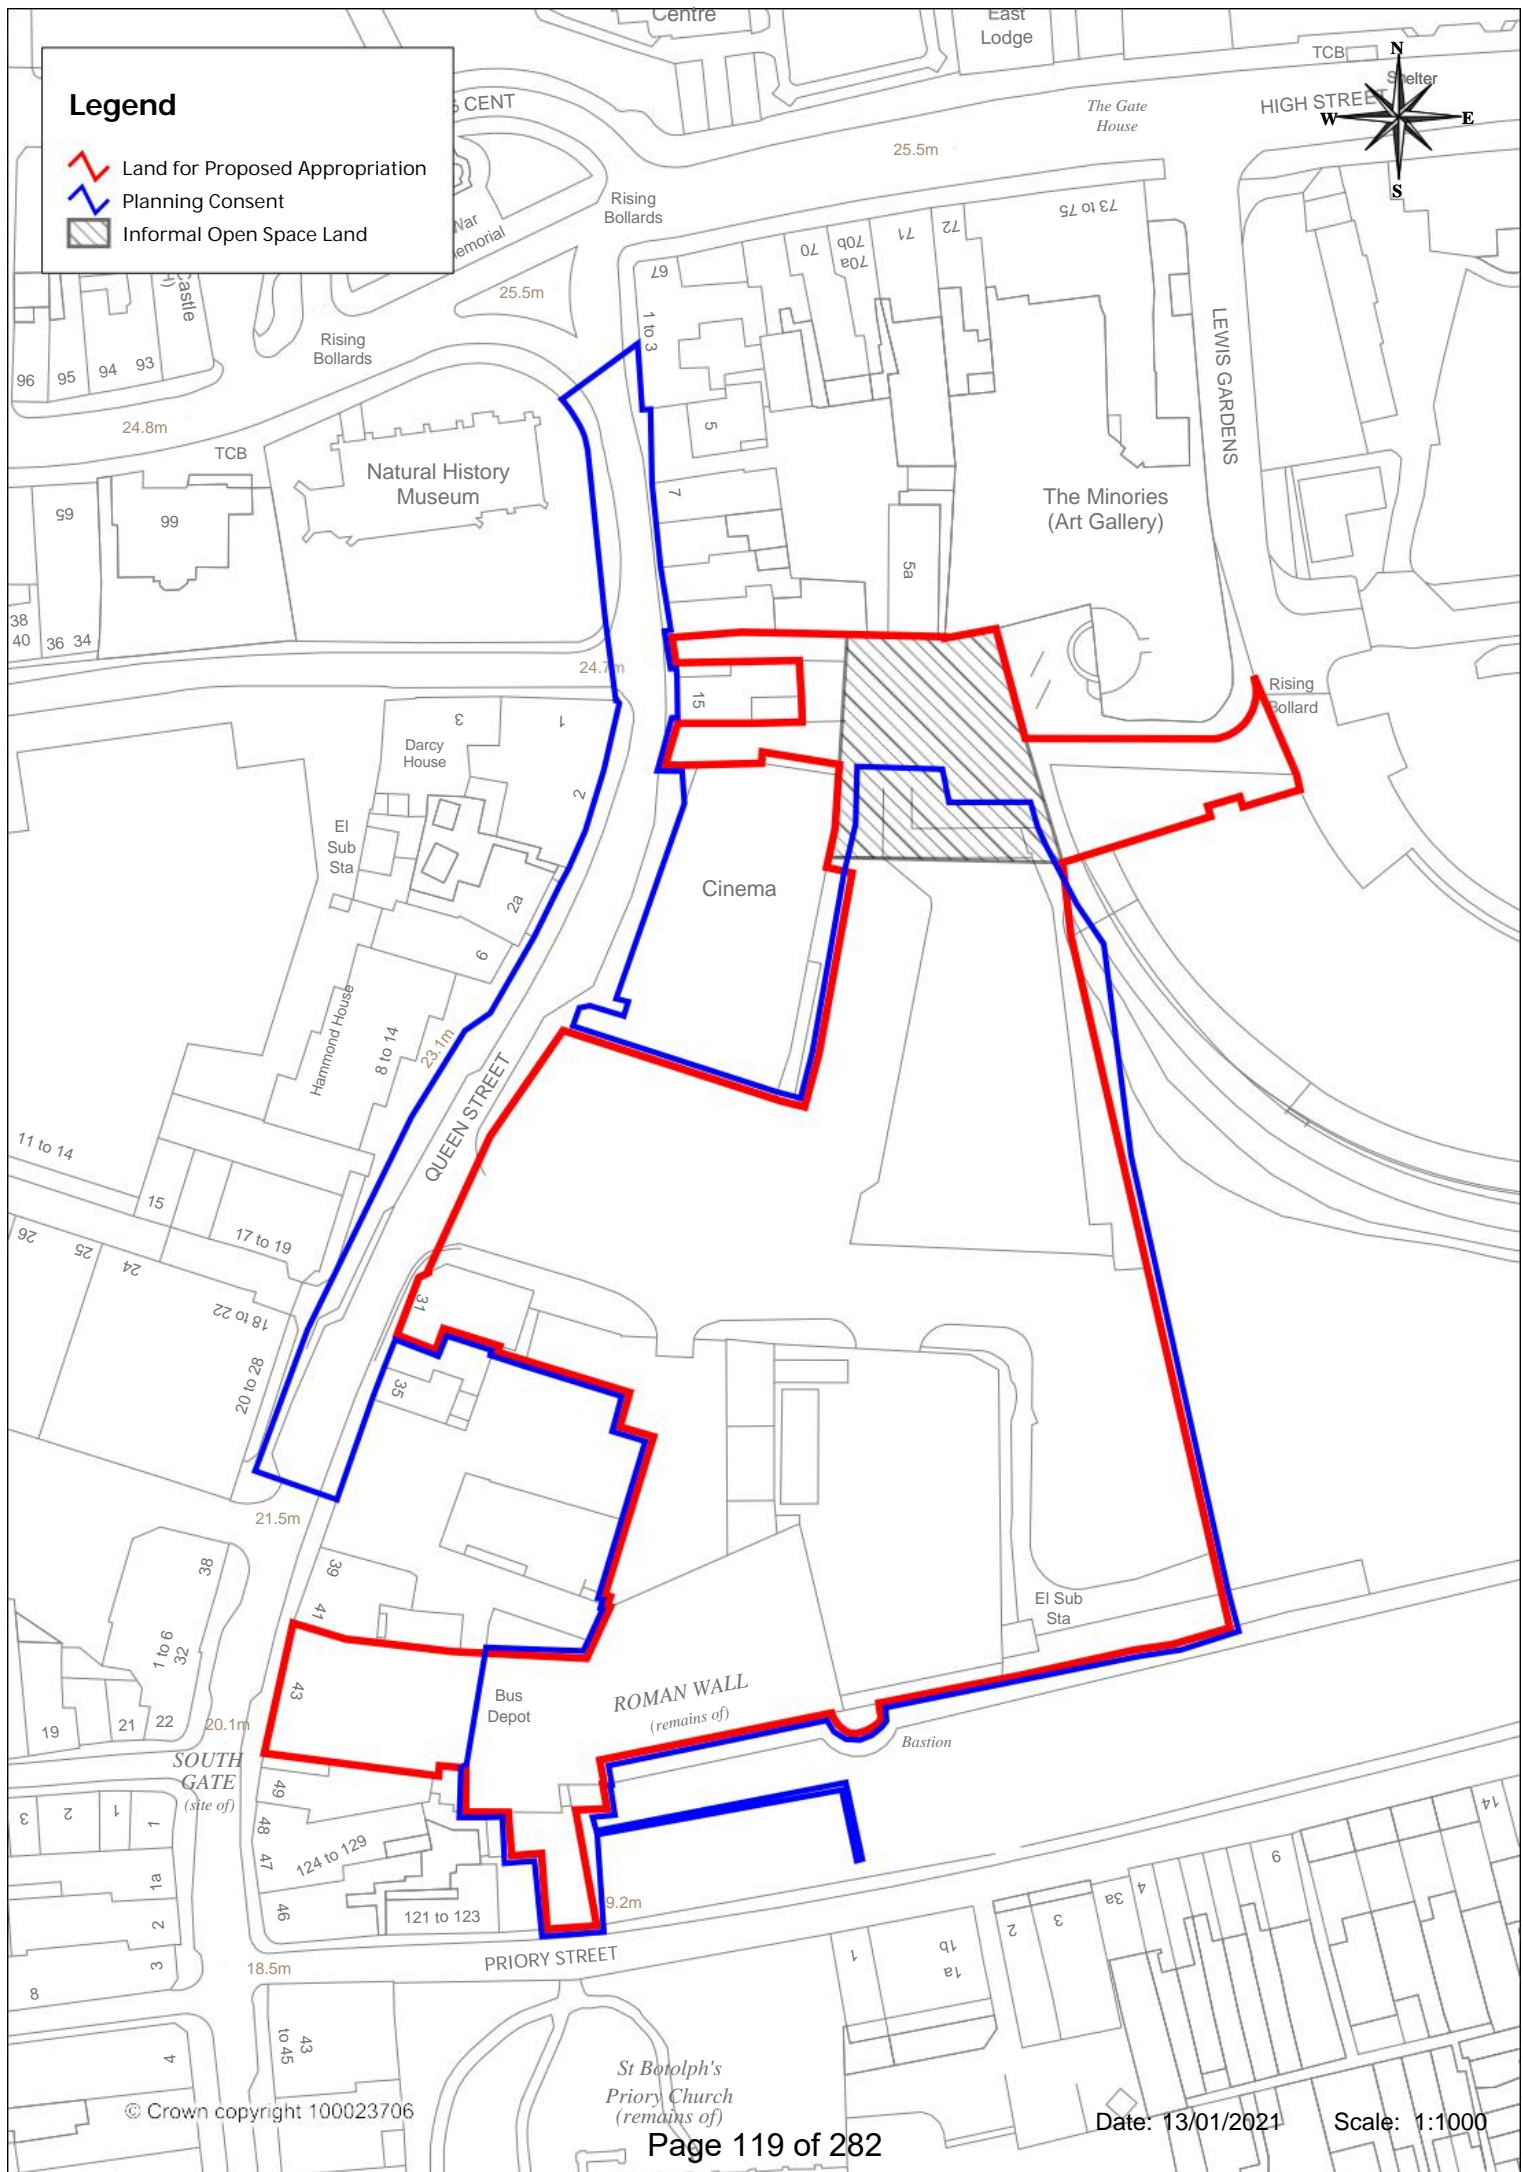 Centre
East
Lodge
TCB
N
Shelter
HIGH STREET
W
E
S
The Gate
House
25.5m
Legend
Land for Proposed Appropriation
Planning Consent
Informal Open Space Land
CENT
Rising
Bollards
War
Memorial
25.5m
Castle
Rising
Bollards
96
95
94
93
24.8m
TCB
67
1 to 3
70
70b
70a
71
72
73 to 75
LEWIS GARDENS
Natural History
Museum
5
7
The Minories
(Art Gallery)
5a
65
66
38
40
36 34
24.7m
15
Rising
Bollard
3
1
Darcy
House
2
El
Sub
Sta
2a
Cinema
6
Hammond House
8 to 14
23.1m
QUEEN STREET
11 to 14
15
17 to 19
26
25
24
18 to 22
31
20 to 28
35
21.5m
38
39
41
1 to 6
32
El Sub
Sta
43
Bus
Depot
ROMAN WALL
(remains of)
Bastion
19
21
22
20.1m
SOUTH
GATE
(site of)
49
48
47
46
124 to 129
121 to 123
3
2
1
1
1a
2
3
9.2m
PRIORY STREET
18.5m
8
4
43
to 45
1
1b
1a
2
3
3a
4
9
14
St Botolph's
Priory Church
(remains of)
© Crown copyright 100023706
Date: 13/01/2021
Scale: 1:1000
Page 119 of 282